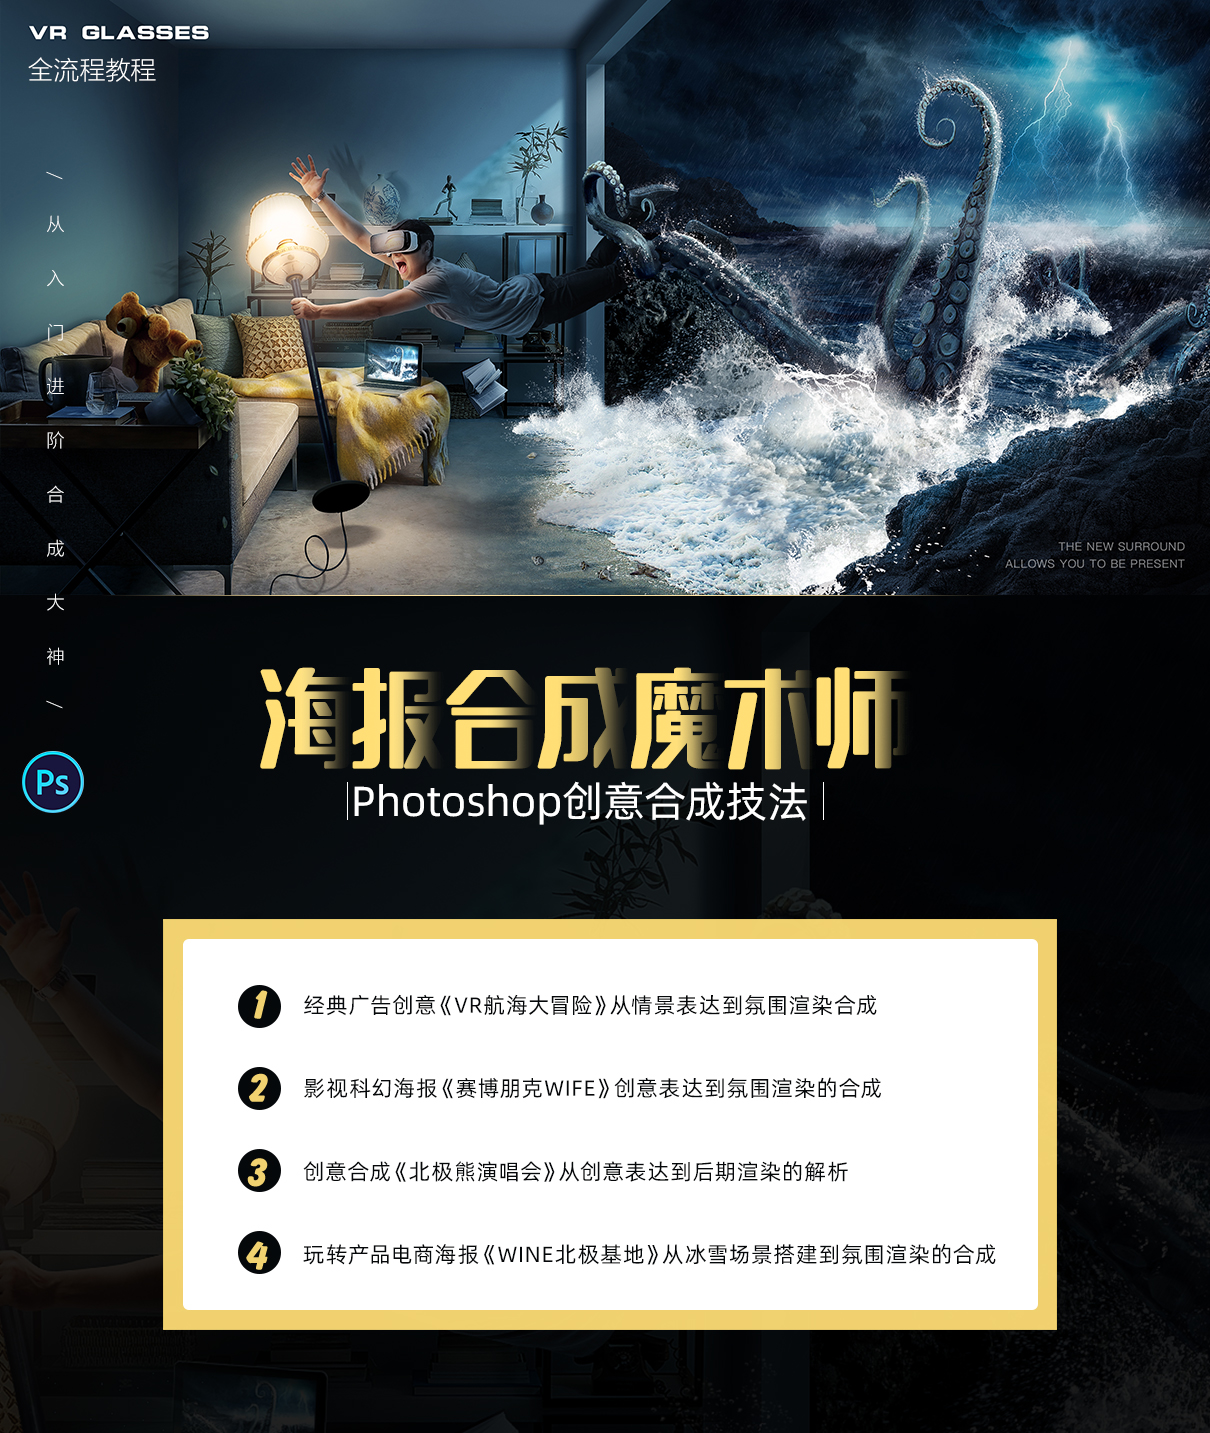 VR GLASSES
全流程教程
/从入门进阶合成大神/
THE NEW SURROUND
ALLOWS YOU TO BE PRESENT
海报合成魔术师
Photoshop创意合成技法
Ps
1 经典广告创意《VR航海大冒险》从情景表达到氛围渲染合成
2 影视科幻海报《赛博朋克WIFE》创意表达到氛围渲染的合成
3 创意合成《北极熊演唱会》从创意表达到后期渲染的解析
4 玩转产品电商海报《WINE北极基地》从冰雪场景搭建到氛围渲染的合成